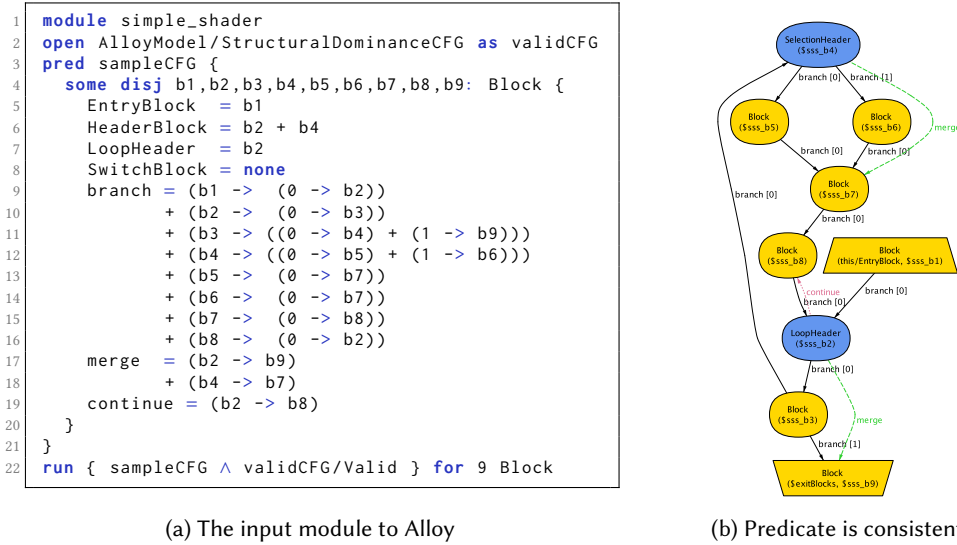 1 module simple_shader
2 open AlloyModel/StructuralDominanceCFG as validCFG
3 pred sampleCFG {
4 some disj b1,b2,b3,b4,b5,b6,b7,b8,b9: Block {
5 EntryBlock = b1
6 HeaderBlock = b2 + b4
7 LoopHeader = b2
8 SwitchBlock = none
9 branch = (b1 -> (0 -> b2))
10 + (b2 -> (0 -> b3))
11 + (b3 -> ((0 -> b4) + (1 -> b9)))
12 + (b4 -> ((0 -> b5) + (1 -> b6)))
13 + (b5 -> (0 -> b7))
14 + (b6 -> (0 -> b7))
15 + (b7 -> (0 -> b8))
16 + (b8 -> (0 -> b2))
17 merge = (b2 -> b9)
18 + (b4 -> b7)
19 continue = (b2 -> b8)
20 }
21 }
22 run { sampleCFG ∧ validCFG/Valid } for 9 Block
(a) The input module to Alloy
SelectionHeader
($sss_b4)
branch [0]
branch [1]
Block
($sss_b5)
Block
($sss_b6)
merge
branch [0]
branch [0]
Block
($sss_b7)
branch [0]
branch [0]
Block
($sss_b8)
Block
(this/EntryBlock, $sss_b1)
continue
branch [0]
branch [0]
LoopHeader
($sss_b2)
branch [0]
Block
($sss_b3)
merge
branch [1]
Block
($exitBlocks, $sss_b9)
(b) Predicate is consisten